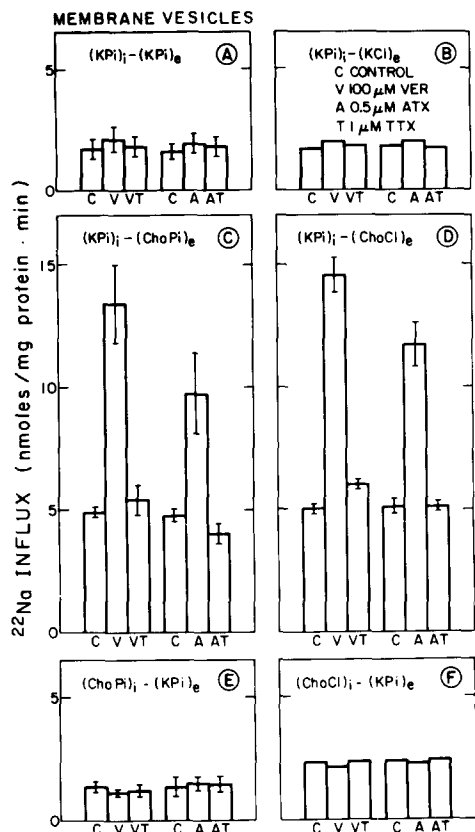 MEMBRANE VESICLES
(KPi)i-(KPi)e A
5
0
C V VT C A AT
(KPi)i-(KCl)e B
C CONTROL
V 100 μM VER
A 0.5 μM ATX
T 1 μM TTX
C V VT C A AT
22Na INFLUX (nmoles/mg protein · min)
(KPi)i-(ChoPi)e C
15
10
5
0
C V VT C A AT
(KPi)i-(ChoCl)e D
C V VT C A AT
(ChoPi)i-(KPi)e E
5
0
C V VT C A AT
(ChoCl)i-(KPi)e F
C V VT C A AT